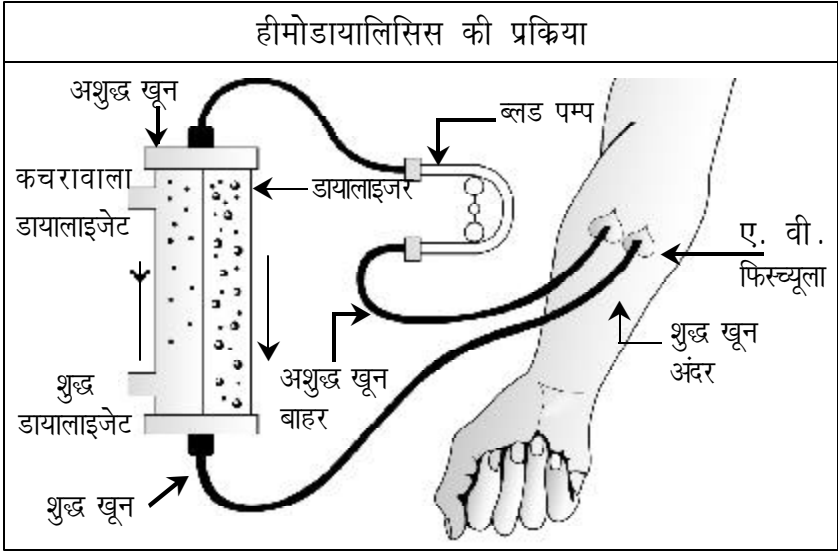 हीमोडायालिसिस की प्रक्रिया
अशुद्ध खून
ब्लड पम्प
कचरावाला
डायालाइजेट
डायालाइजर
ए. वी.
फिस्च्यूला
शुद्ध खून
अंदर
अशुद्ध खून
बाहर
शुद्ध
डायालाइजेट
शुद्ध खून